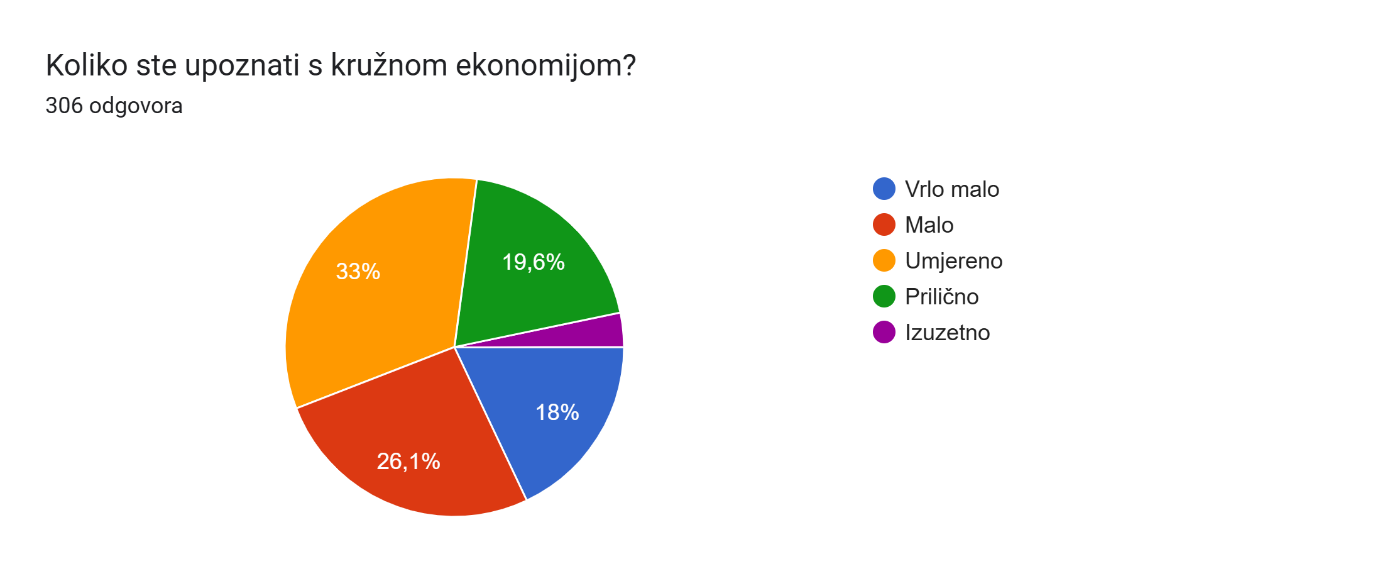 Koliko ste upoznati s kružnom ekonomijom?
306 odgovora
33%
19,6%
18%
26,1%
Vrlo malo
Malo
Umjereno
Prilično
Izuzetno